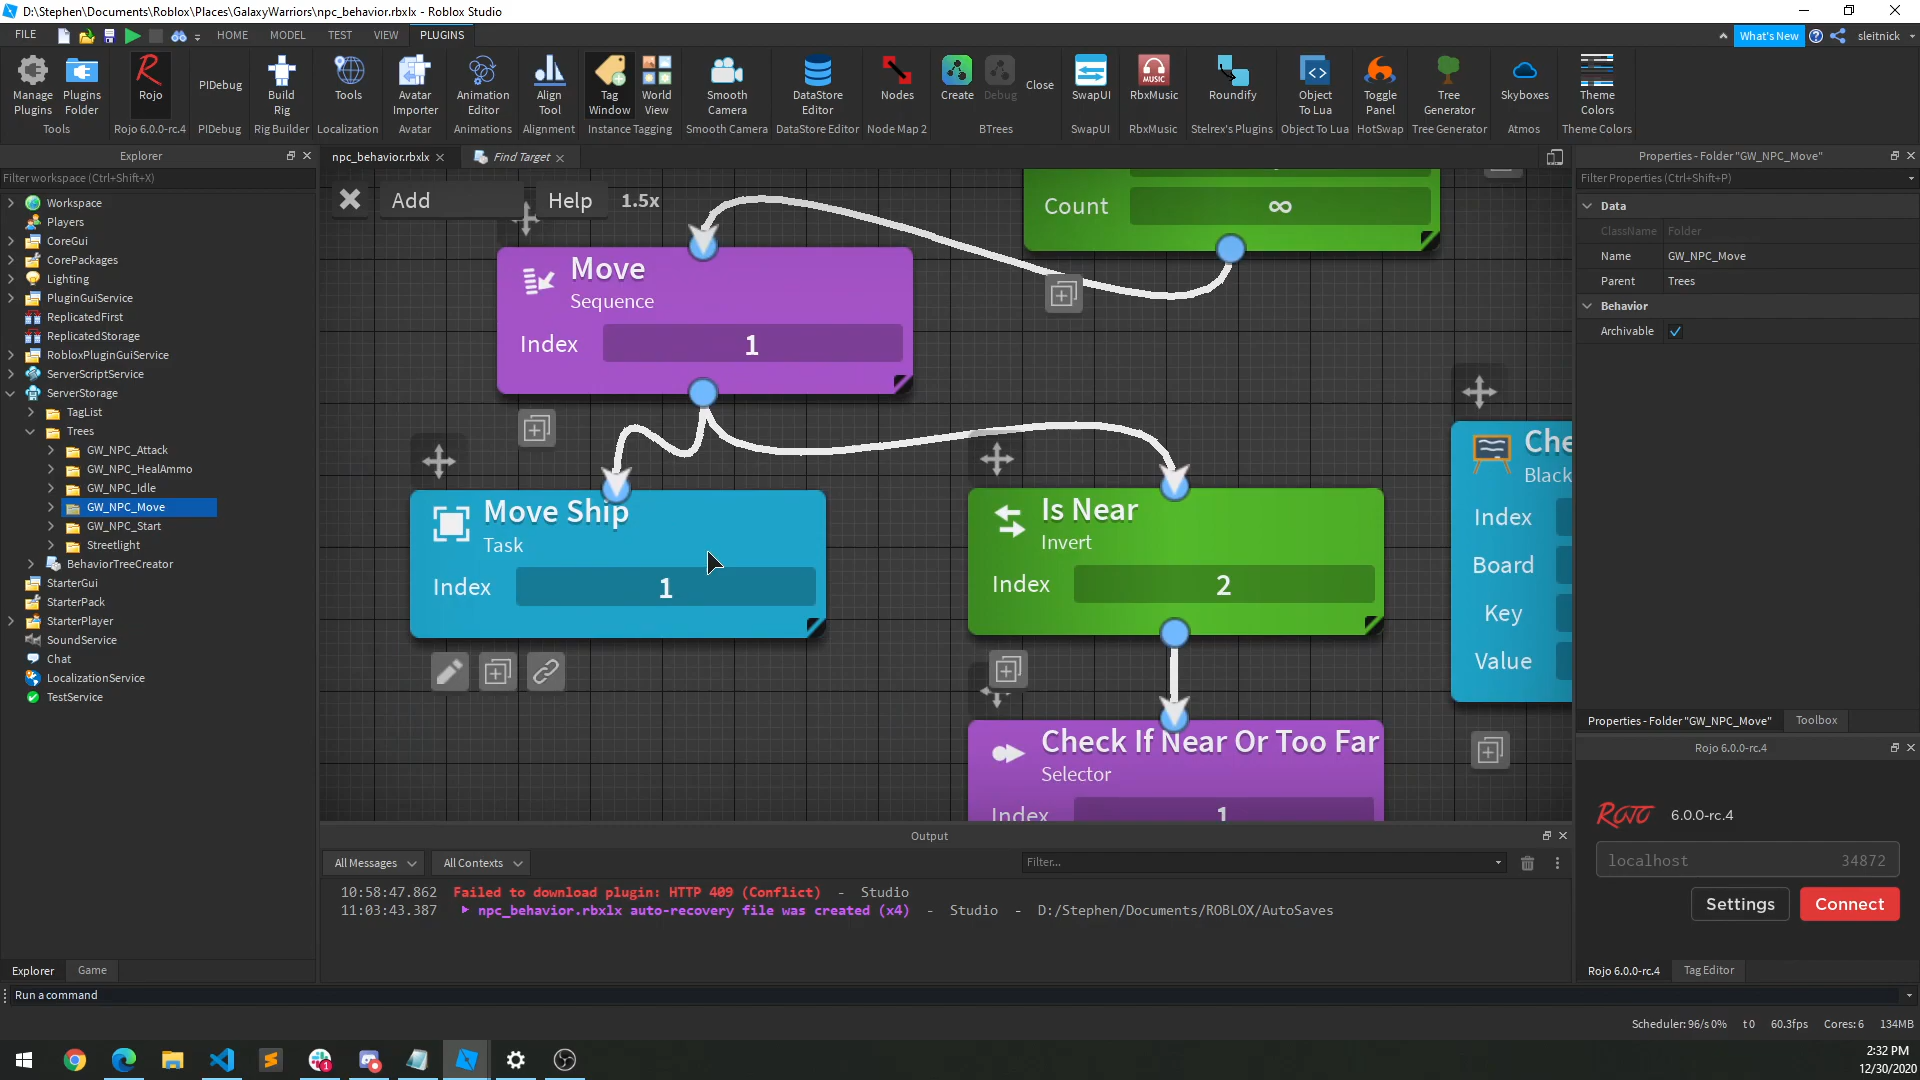 D:\Stephen\Documents\Roblox\Places\GalaxyWarriors\npc_behavior.rbxlx - Roblox Studio
FILE HOME MODEL TEST VIEW PLUGINS What's New sleitnick
Manage Plugins
Plugins Folder
Tools
Rojo
Rojo 6.0.0-rc.4
PIDebug
PIDebug
Build Rig
Rig Builder
Tools
Localization
Avatar Importer
Avatar
Animation Editor
Animations
Align Tool
Alignment
Tag Window
World View
Instance Tagging
Smooth Camera
Smooth Camera
DataStore Editor
DataStore Editor
Nodes
Node Map 2
Create
Debug
Close
BTrees
SwapUI
SwapUI
RbxMusic
RbxMusic
Roundify
Stelrex's Plugins
Object To Lua
Object To Lua
Toggle Panel
HotSwap
Tree Generator
Tree Generator
Skyboxes
Atmos
Theme Colors
Theme Colors
Explorer
Filter workspace (Ctrl+Shift+X)
Workspace
Players
CoreGui
CorePackages
Lighting
PluginGuiService
ReplicatedFirst
ReplicatedStorage
RobloxPluginGuiService
ServerScriptService
ServerStorage
TagList
Trees
GW_NPC_Attack
GW_NPC_HealAmmo
GW_NPC_Idle
GW_NPC_Move
GW_NPC_Start
Streetlight
BehaviorTreeCreator
StarterGui
StarterPack
StarterPlayer
SoundService
Chat
LocalizationService
TestService
Explorer Game
npc_behavior.rbxlx Find Target
Add Help 1.5x
Count ∞
Move
Sequence
Index 1
Move Ship
Task
Index 1
Is Near
Invert
Index 2
Check If Near Or Too Far
Selector
Index 1
Che
Black
Index
Board
Key
Value
Output
All Messages All Contexts Filter...
10:58:47.862 Failed to download plugin: HTTP 409 (Conflict) - Studio
11:03:43.387 npc_behavior.rbxlx auto-recovery file was created (x4) - Studio - D:/Stephen/Documents/ROBLOX/AutoSaves
Properties - Folder "GW_NPC_Move"
Filter Properties (Ctrl+Shift+P)
Data
ClassName Folder
Name GW_NPC_Move
Parent Trees
Behavior
Archivable
Properties - Folder "GW_NPC_Move" Toolbox
Rojo 6.0.0-rc.4
ROJO 6.0.0-rc.4
localhost 34872
Settings Connect
Rojo 6.0.0-rc.4 Tag Editor
Run a command
Scheduler: 96/s 0% t 0 60.3fps Cores: 6 134MB
2:32 PM
12/30/2020